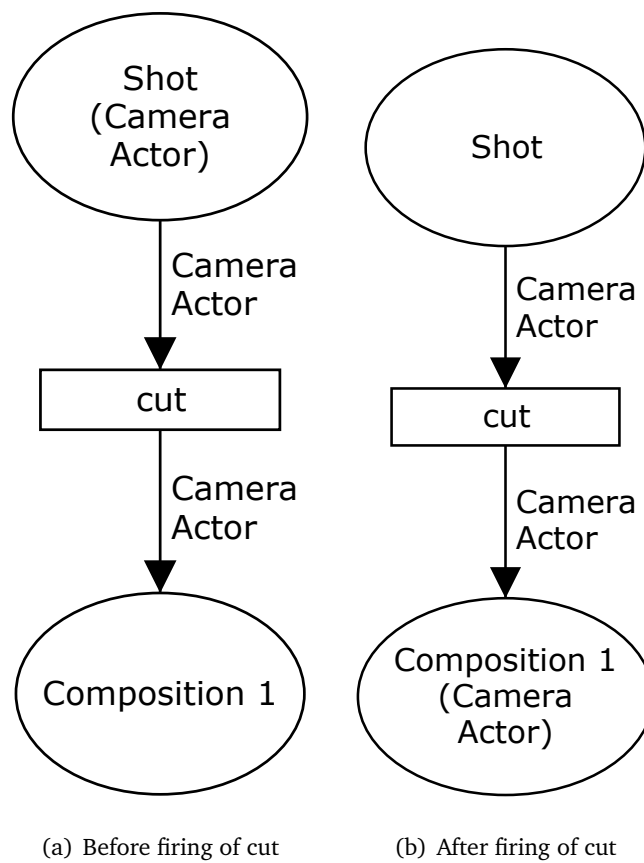 Shot
(Camera
Actor)
Camera
Actor
cut
Camera
Actor
Composition 1
(a) Before firing of cut
Shot
Camera
Actor
cut
Camera
Actor
Composition 1
(Camera
Actor)
(b) After firing of cut